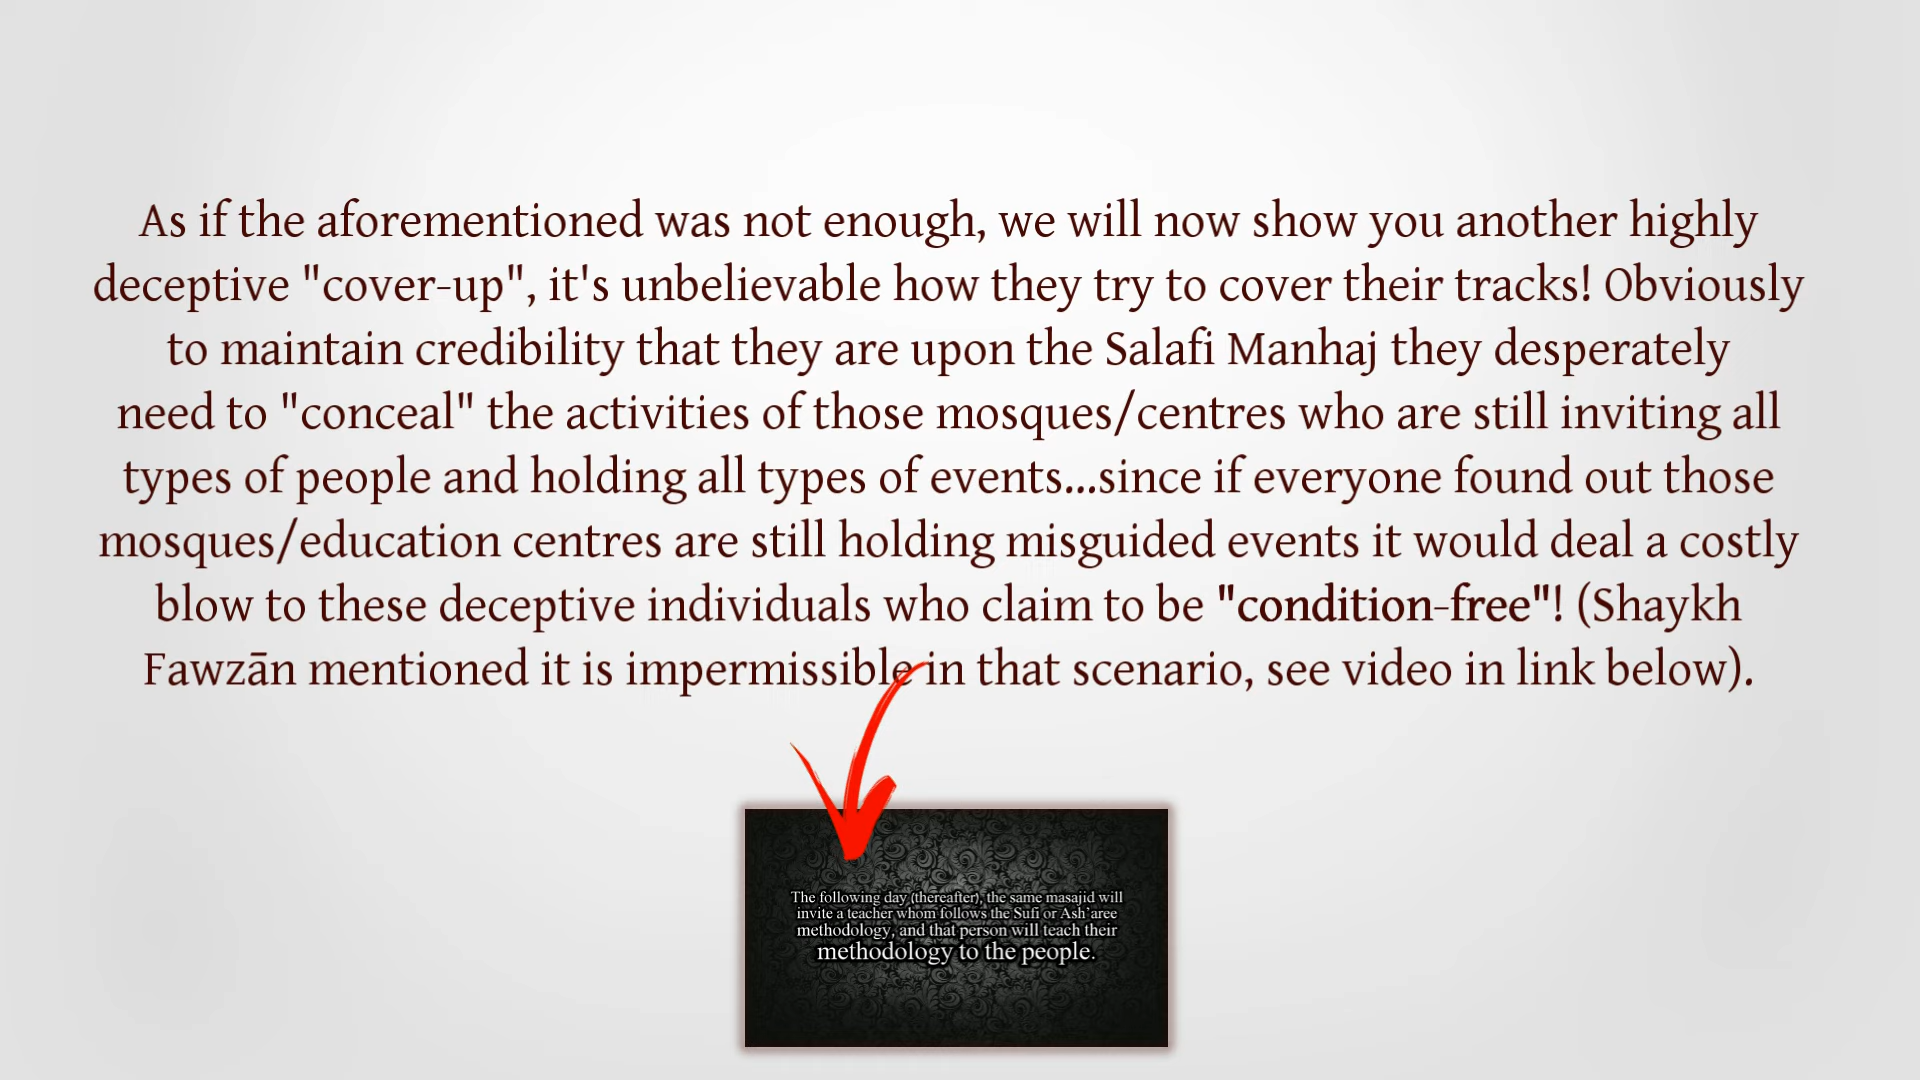 As if the aforementioned was not enough, we will now show you another highly
deceptive "cover-up", it's unbelievable how they try to cover their tracks! Obviously
to maintain credibility that they are upon the Salafi Manhaj they desperately
need to "conceal" the activities of those mosques/centres who are still inviting all
types of people and holding all types of events...since if everyone found out those
mosques/education centres are still holding misguided events it would deal a costly
blow to these deceptive individuals who claim to be "condition-free"! (Shaykh
Fawzān mentioned it is impermissible in that scenario, see video in link below).
The following day (thereafter), the same masajid will
invite a teacher whom follows the Sufi or Ash'aree
methodology, and that person will teach their
methodology to the people.